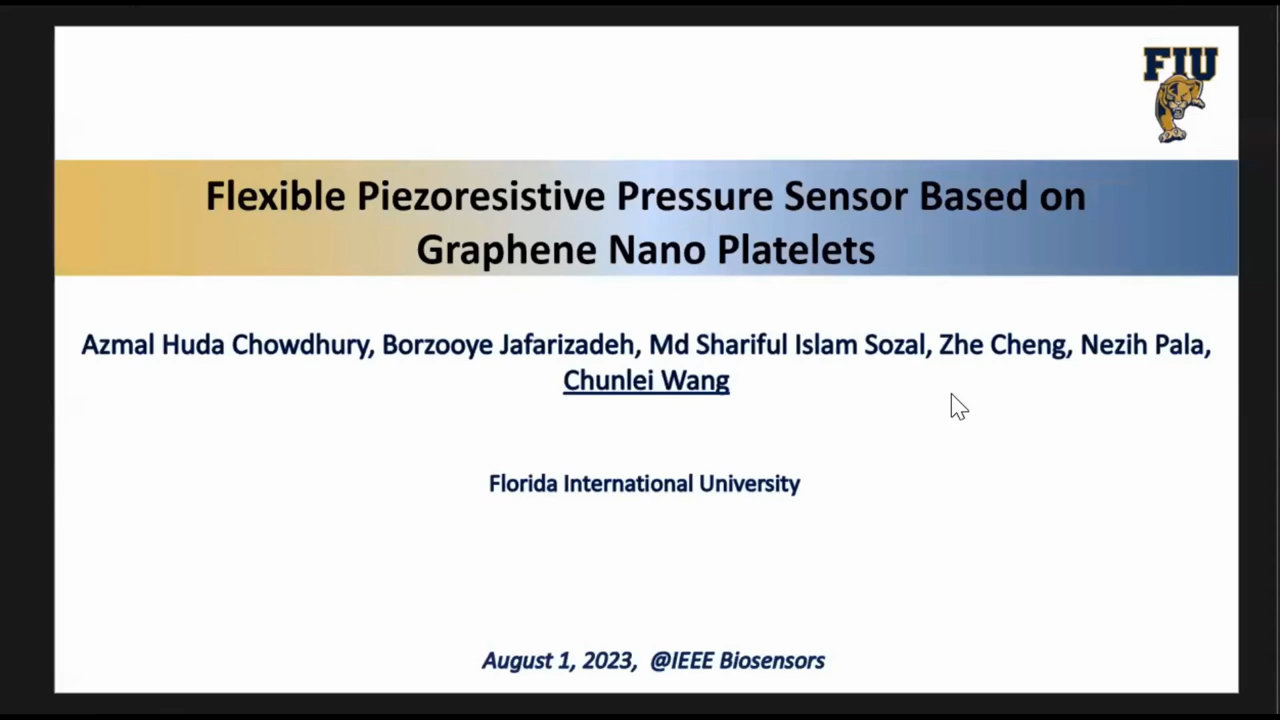 FIU
Flexible Piezoresistive Pressure Sensor Based on
Graphene Nano Platelets
Azmal Huda Chowdhury, Borzooye Jafarizadeh, Md Shariful Islam Sozal, Zhe Cheng, Nezih Pala,
Chunlei Wang
Florida International University
August 1, 2023, @IEEE Biosensors